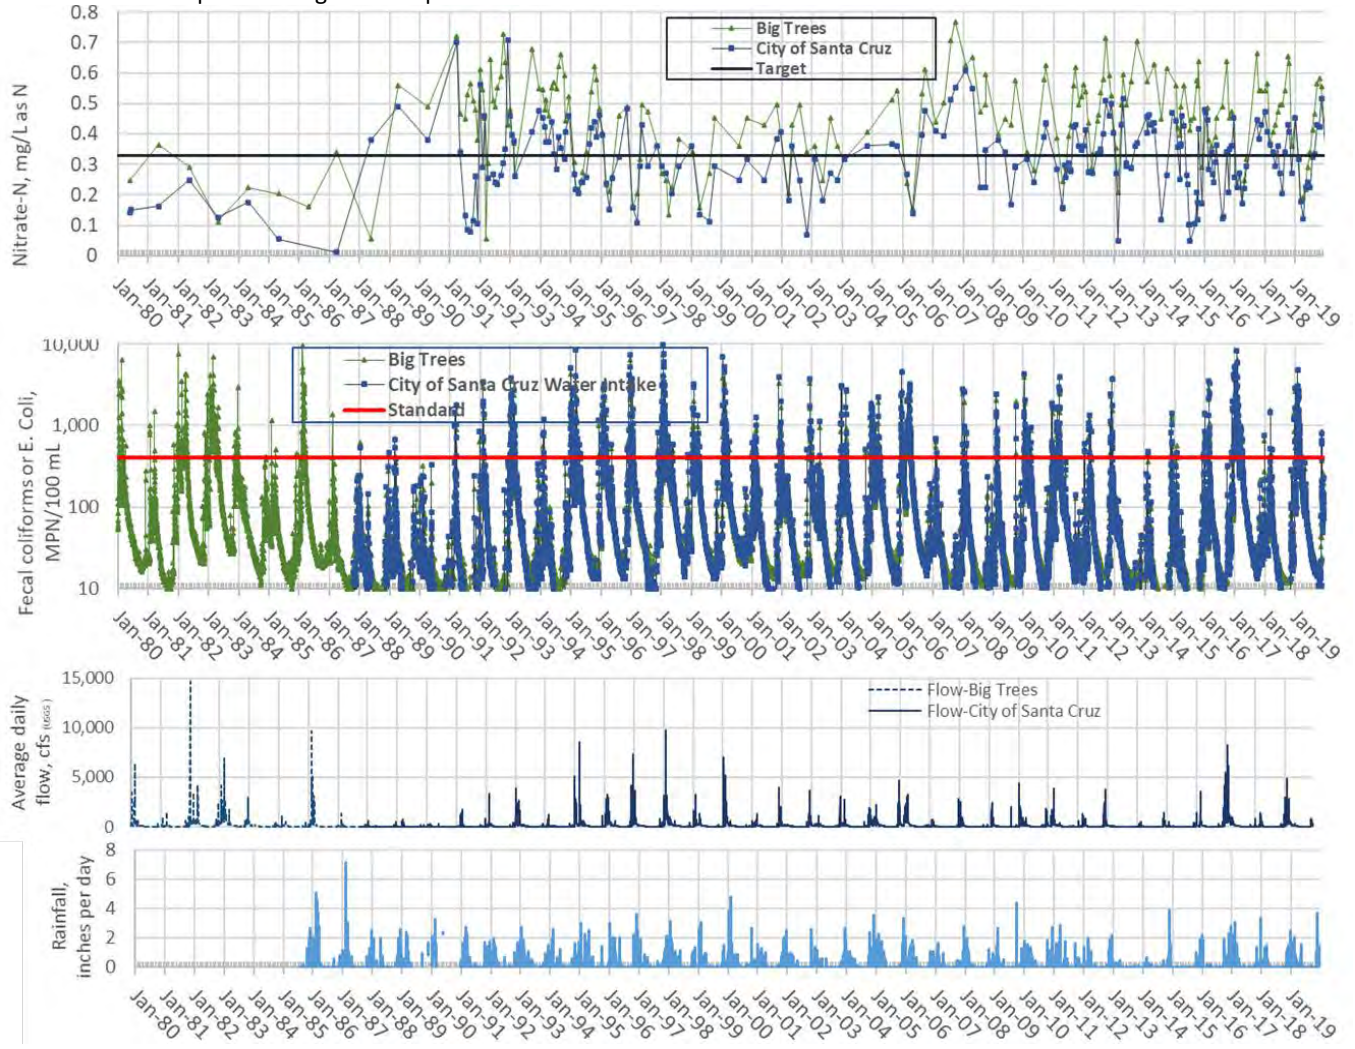 0.8
0.7
0.6
0.5
0.4
0.3
0.2
0.1
0
Nitrate-N, mg/L as N
Big Trees
City of Santa Cruz
Target
Jan-80 Jan-81 Jan-82 Jan-83 Jan-84 Jan-85 Jan-86 Jan-87 Jan-88 Jan-89 Jan-90 Jan-91 Jan-92 Jan-93 Jan-94 Jan-95 Jan-96 Jan-97 Jan-98 Jan-99 Jan-00 Jan-01 Jan-02 Jan-03 Jan-04 Jan-05 Jan-06 Jan-07 Jan-08 Jan-09 Jan-10 Jan-11 Jan-12 Jan-13 Jan-14 Jan-15 Jan-16 Jan-17 Jan-18 Jan-19
10,000
1,000
100
10
Fecal coliforms or E. Coli,
MPN/100 mL
Big Trees
City of Santa Cruz Water Intake
Standard
Jan-80 Jan-81 Jan-82 Jan-83 Jan-84 Jan-85 Jan-86 Jan-87 Jan-88 Jan-89 Jan-90 Jan-91 Jan-92 Jan-93 Jan-94 Jan-95 Jan-96 Jan-97 Jan-98 Jan-99 Jan-00 Jan-01 Jan-02 Jan-03 Jan-04 Jan-05 Jan-06 Jan-07 Jan-08 Jan-09 Jan-10 Jan-11 Jan-12 Jan-13 Jan-14 Jan-15 Jan-16 Jan-17 Jan-18 Jan-19
15,000
10,000
5,000
0
Average daily
flow, cfs (USGS)
Flow-Big Trees
Flow-City of Santa Cruz
8
6
4
2
0
Rainfall,
inches per day
Jan-80 Jan-81 Jan-82 Jan-83 Jan-84 Jan-85 Jan-86 Jan-87 Jan-88 Jan-89 Jan-90 Jan-91 Jan-92 Jan-93 Jan-94 Jan-95 Jan-96 Jan-97 Jan-98 Jan-99 Jan-00 Jan-01 Jan-02 Jan-03 Jan-04 Jan-05 Jan-06 Jan-07 Jan-08 Jan-09 Jan-10 Jan-11 Jan-12 Jan-13 Jan-14 Jan-15 Jan-16 Jan-17 Jan-18 Jan-19